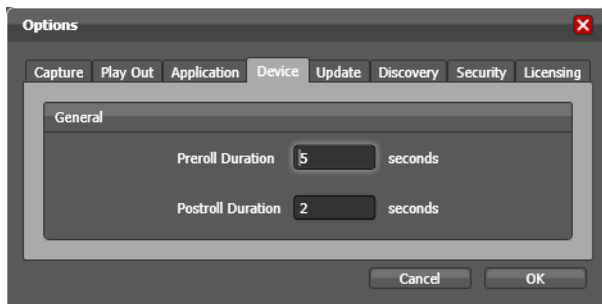 Options
Capture Play Out Application Device Update Discovery Security Licensing
General
Preroll Duration 5 seconds
Postroll Duration 2 seconds
Cancel OK